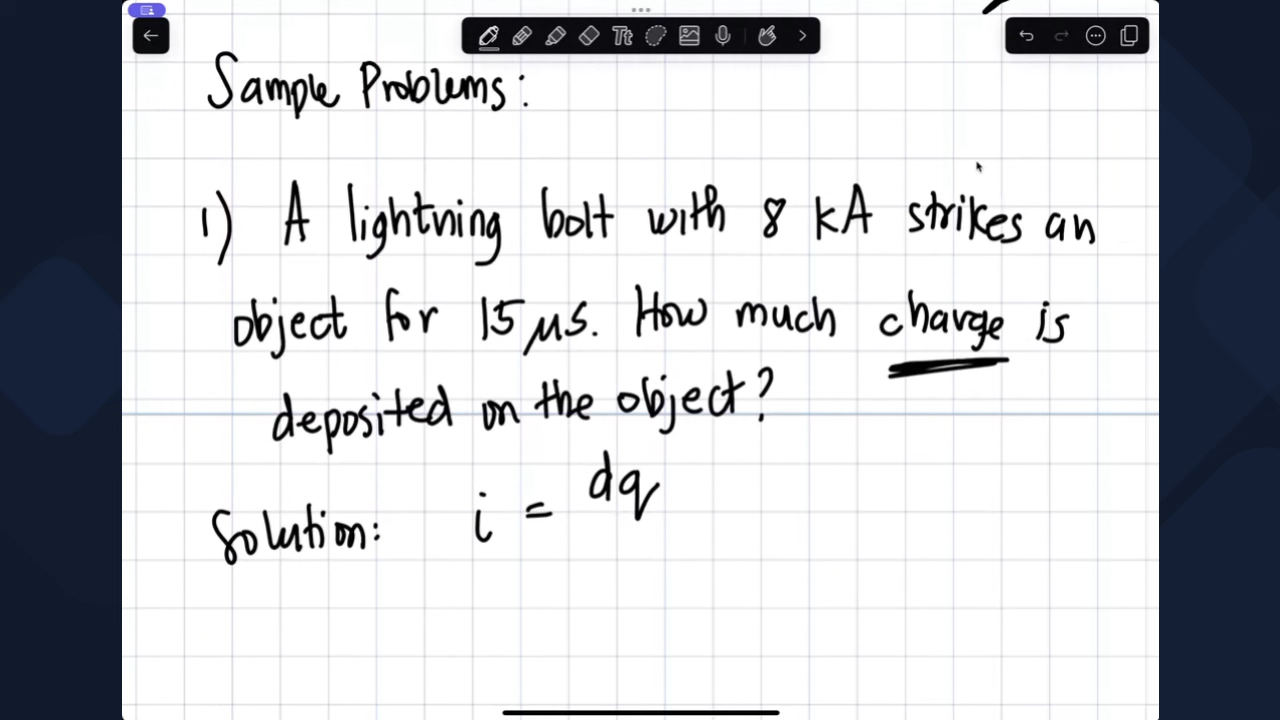 Sample Problems:
1) A lightning bolt with 8 kA strikes an
object for 15 μs. How much charge is
deposited on the object?
Solution: i = dq
Tt